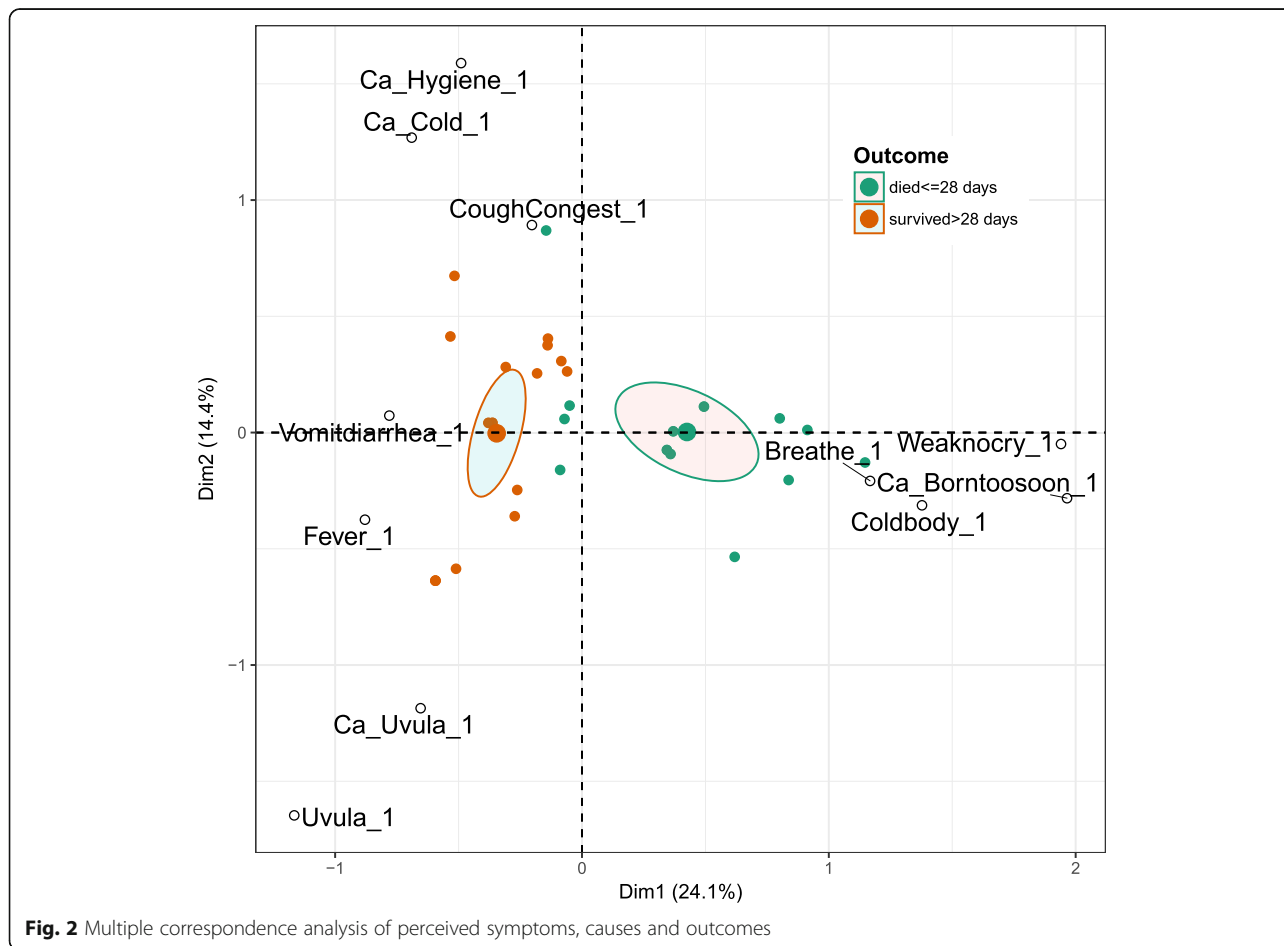 Ca_Hygiene_1
Ca_Cold_1
Outcome
died<=28 days
survived>28 days
1
CoughCongest_1
0
Vomitdiarrhea_1
Breathe_1
Weaknocry_1
Ca_Borntoosoon_1
Coldbody_1
Fever_1
Dim2 (14.4%)
−1
Ca_Uvula_1
Uvula_1
−1
0
1
2
Dim1 (24.1%)
Fig. 2 Multiple correspondence analysis of perceived symptoms, causes and outcomes